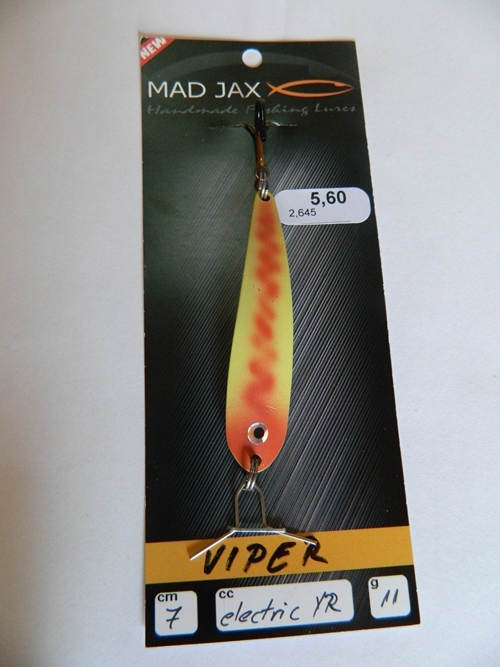 NEW
MAD JAX
Handmade Fishing Lures
5,60
2,645
VIPER
cm
7
cc
electric YR
g
11